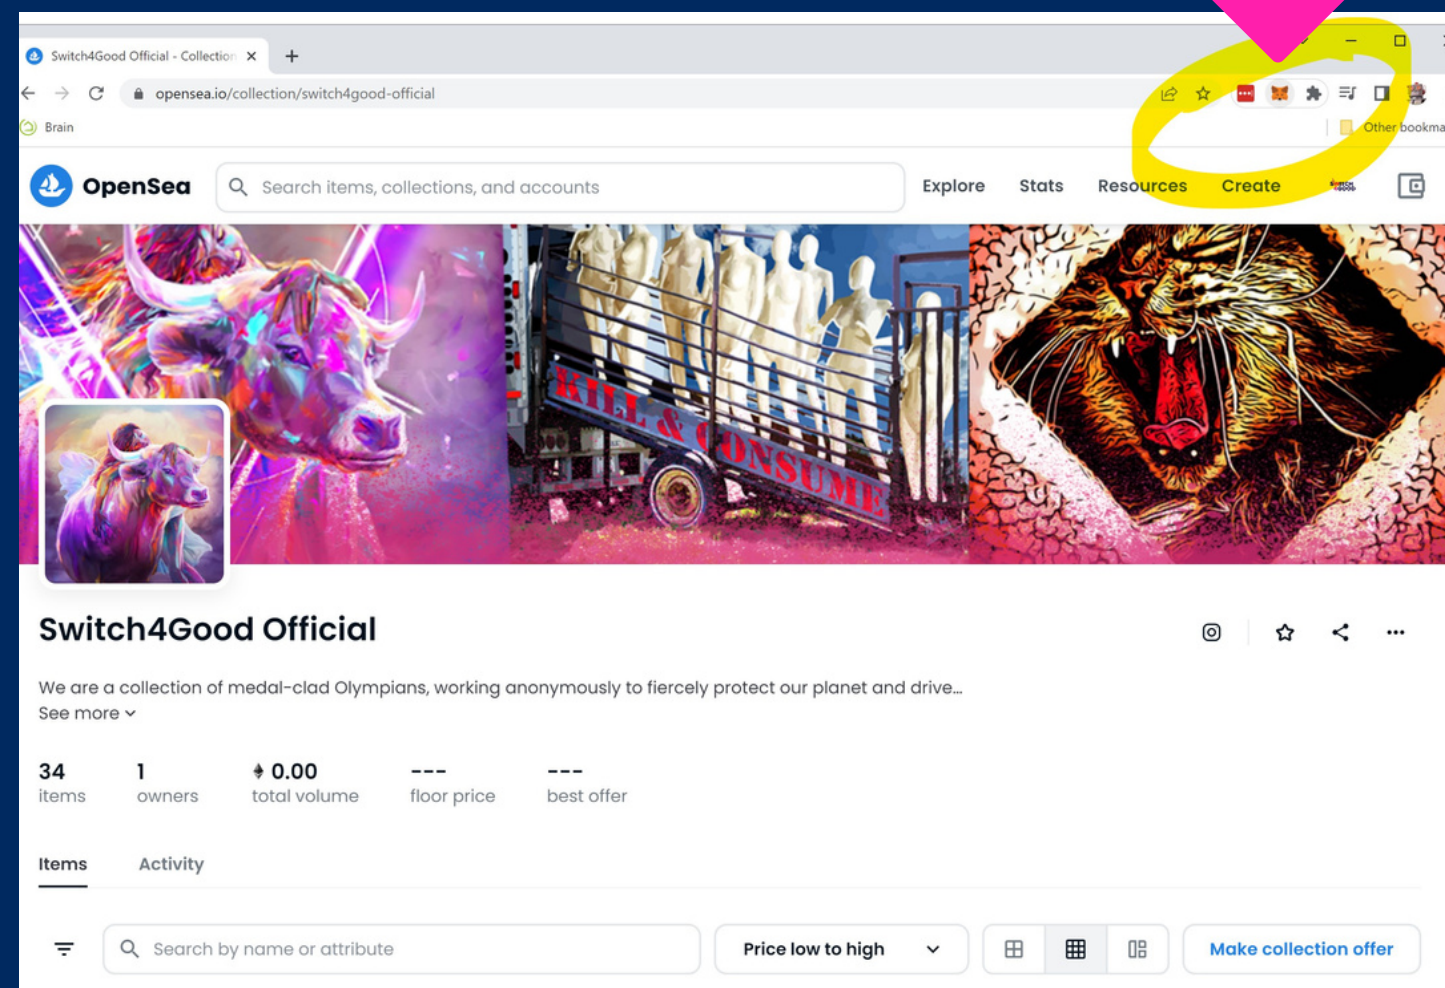 Switch4Good Official - Collection
opensea.io/collection/switch4good-official
Brain
Other bookma
OpenSea
Search items, collections, and accounts
Explore
Stats
Resources
Create
SWITCH
4GOOD
KILL & CONSUME
Switch4Good Official
We are a collection of medal-clad Olympians, working anonymously to fiercely protect our planet and drive...
See more
34 1 0.00 --- ---
items owners total volume floor price best offer
Items Activity
Search by name or attribute
Price low to high
Make collection offer